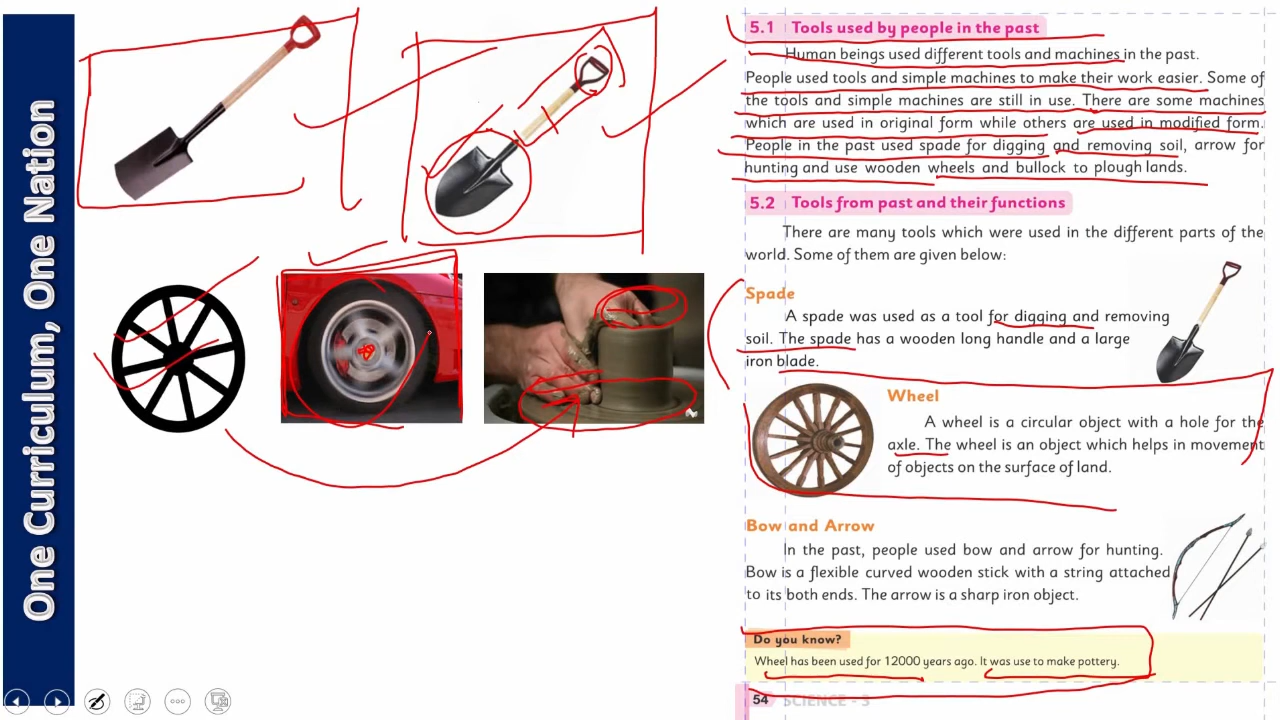 One Curriculum, One Nation
5.1 Tools used by people in the past
Human beings used different tools and machines in the past.
People used tools and simple machines to make their work easier. Some of
the tools and simple machines are still in use. There are some machines
which are used in original form while others are used in modified form.
People in the past used spade for digging and removing soil, arrow for
hunting and use wooden wheels and bullock to plough lands.
5.2 Tools from past and their functions
There are many tools which were used in the different parts of the
world. Some of them are given below:
Spade
A spade was used as a tool for digging and removing
soil. The spade has a wooden long handle and a large
iron blade.
Wheel
A wheel is a circular object with a hole for the
axle. The wheel is an object which helps in movement
of objects on the surface of land.
Bow and Arrow
In the past, people used bow and arrow for hunting.
Bow is a flexible curved wooden stick with a string attached
to its both ends. The arrow is a sharp iron object.
Do you know?
Wheel has been used for 12000 years ago. It was use to make pottery.
54 SCIENCE - 3